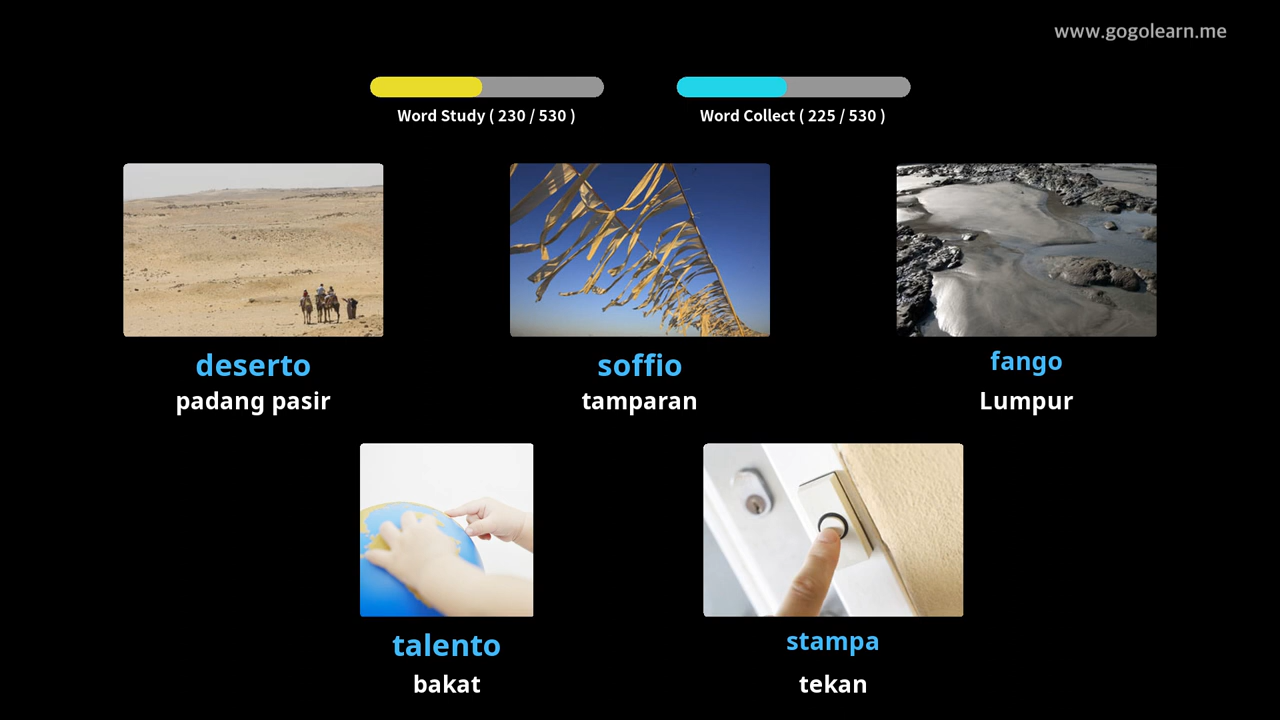 www.gogolearn.me
Word Study ( 230 / 530 )
Word Collect ( 225 / 530 )
deserto
padang pasir
soffio
tamparan
fango
Lumpur
talento
bakat
stampa
tekan